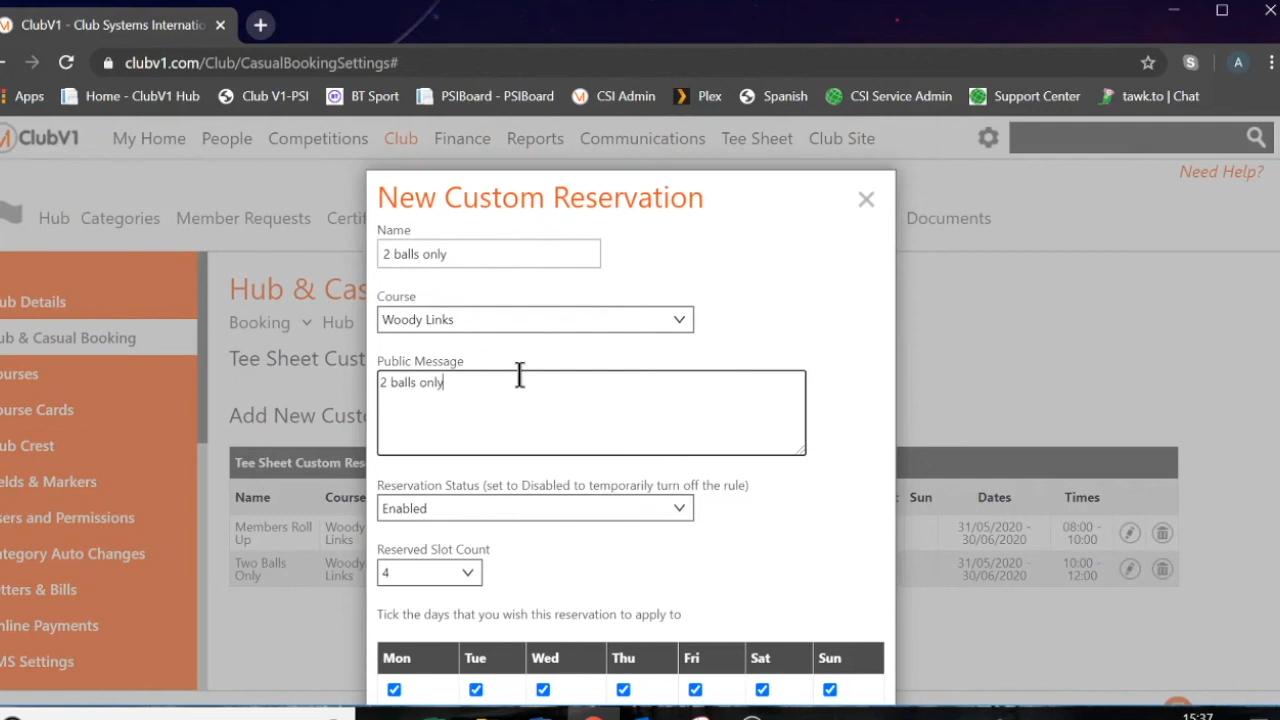 ClubV1 - Club Systems Internatio
clubv1.com/Club/CasualBookingSettings#
A
Apps Home - ClubV1 Hub Club V1-PSI BT Sport PSIBoard - PSIBoard CSI Admin Plex Spanish CSI Service Admin Support Center tawk.to | Chat
ClubV1 My Home People Competitions Club Finance Reports Communications Tee Sheet Club Site
Need Help?
Hub Categories Member Requests Certif Documents
New Custom Reservation
Name
2 balls only
Course
Woody Links
Public Message
2 balls only
Reservation Status (set to Disabled to temporarily turn off the rule)
Enabled
Reserved Slot Count
4
Tick the days that you wish this reservation to apply to
Mon Tue Wed Thu Fri Sat Sun
ub Details
ub & Casual Booking
ourses
ourse Cards
ub Crest
elds & Markers
sers and Permissions
ategory Auto Changes
tters & Bills
nline Payments
MS Settings
Hub & Cas
Booking Hub
Tee Sheet Cust
Add New Custo
Tee Sheet Custom Res
Name Course Sun Dates Times
Members Roll Up Woody Links 31/05/2020 - 30/06/2020 08:00 - 10:00
Two Balls Only Woody Links 31/05/2020 - 30/06/2020 10:00 - 12:00
15:37